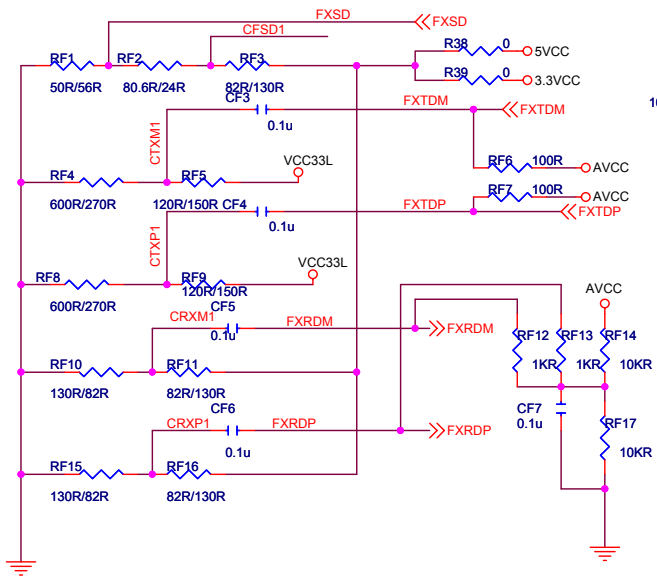 FXSD
FXSD
CFSD1
R38 0
5VCC
RF1 RF2 RF3
R39 0
3.3VCC
50R/56R 80.6R/24R 82R/130R
CF3
FXTDM
FXTDM
0.1u
CTXM1
VCC33L
RF6 100R
AVCC
RF4 RF5
RF7 100R
AVCC
600R/270R 120R/150R CF4
FXTDP
FXTDP
0.1u
CTXP1
VCC33L
RF8 RF9
120R/150R
AVCC
600R/270R
CF5
CRXM1
FXRDM
FXRDM
0.1u
RF12 RF13 RF14
RF10 RF11
1KR 1KR 10KR
130R/82R 82R/130R
CF6
CF7
CRXP1
FXRDP
FXRDP
0.1u
RF17
0.1u
10KR
RF15 RF16
130R/82R 82R/130R